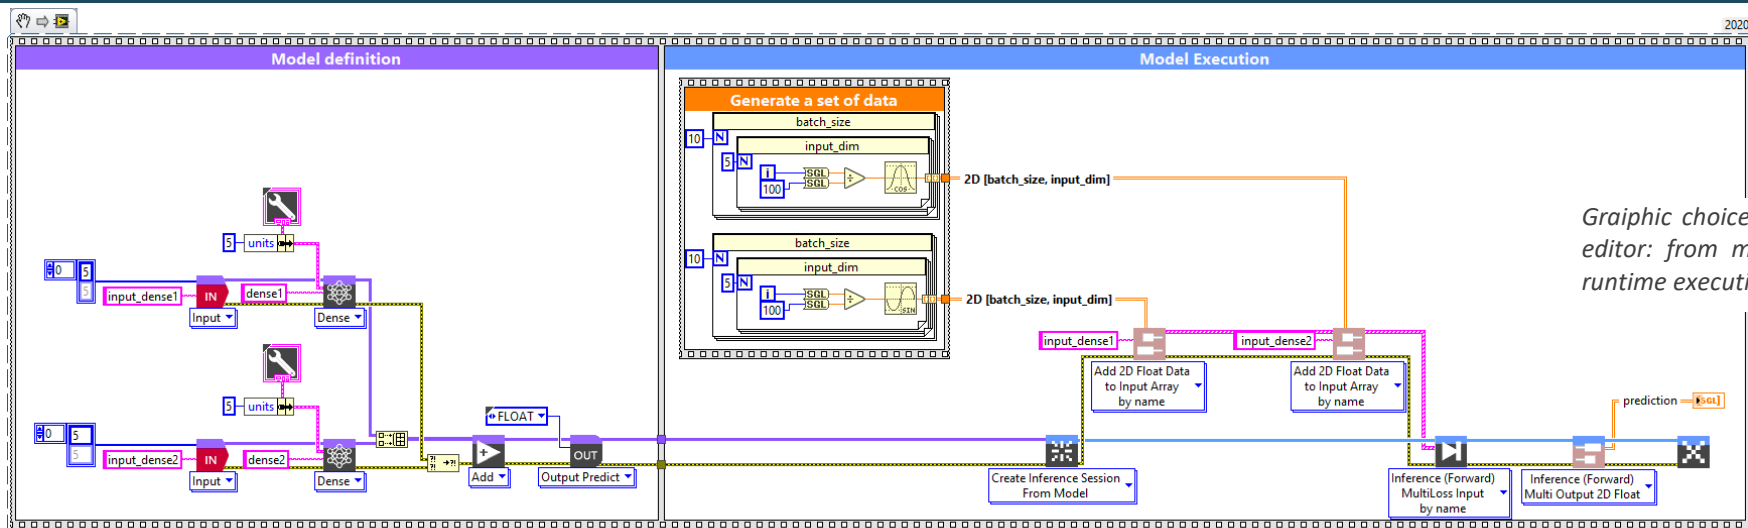 2020
Model definition
Model Execution
Generate a set of data
batch_size
10
N
input_dim
5
N
i
SGL
100
SGL
COS
2D [batch_size, input_dim]
batch_size
10
N
input_dim
5
N
i
SGL
100
SGL
SIN
2D [batch_size, input_dim]
Graiphic choice
editor: from m
runtime executi
5
units
0
5
5
input_dense1
IN
dense1
Input
Dense
5
units
0
5
5
input_dense2
IN
dense2
Input
Dense
FLOAT
+
Add
OUT
Output Predict
input_dense1
Add 2D Float Data
to Input Array
by name
input_dense2
Add 2D Float Data
to Input Array
by name
Create Inference Session
From Model
Inference (Forward)
MultiLoss Input
by name
Inference (Forward)
Multi Output 2D Float
prediction
SGL